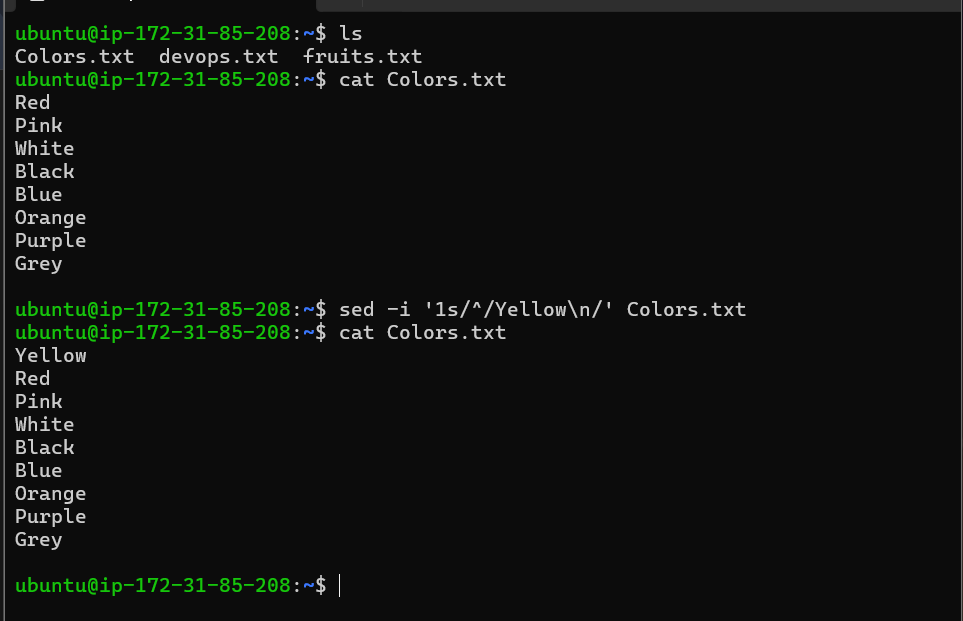 ubuntu@ip-172-31-85-208:~$ ls
Colors.txt  devops.txt  fruits.txt
ubuntu@ip-172-31-85-208:~$ cat Colors.txt
Red
Pink
White
Black
Blue
Orange
Purple
Grey

ubuntu@ip-172-31-85-208:~$ sed -i '1s/^/Yellow\n/' Colors.txt
ubuntu@ip-172-31-85-208:~$ cat Colors.txt
Yellow
Red
Pink
White
Black
Blue
Orange
Purple
Grey

ubuntu@ip-172-31-85-208:~$